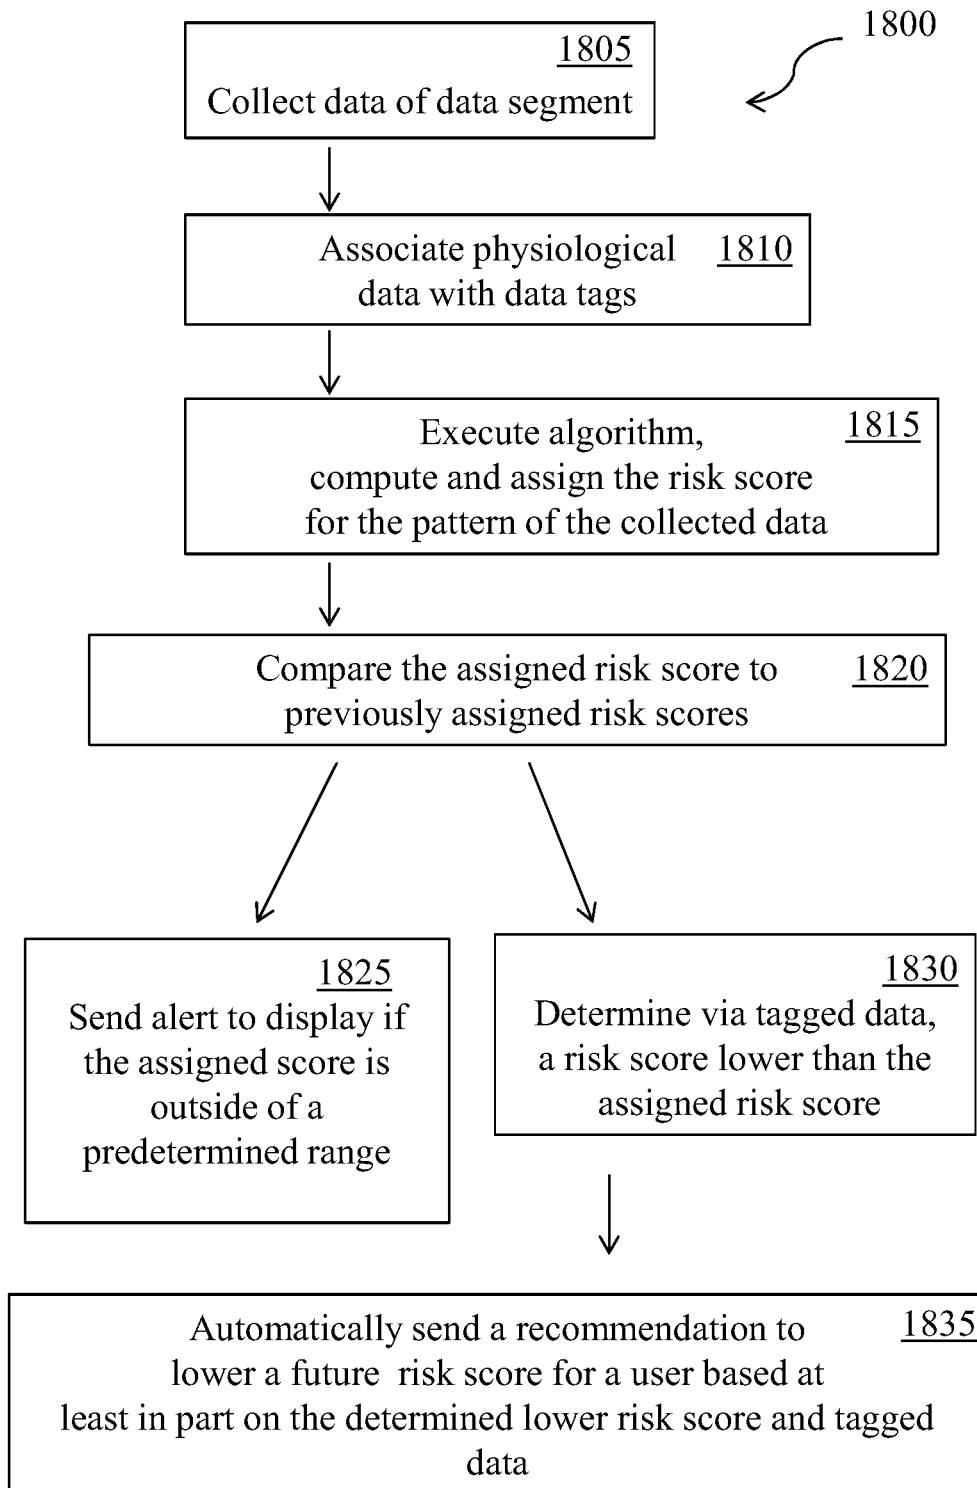 1800
1805
Collect data of data segment
Associate physiological 1810
data with data tags
1815
Execute algorithm,
compute and assign the risk score
for the pattern of the collected data
Compare the assigned risk score to 1820
previously assigned risk scores
1825
Send alert to display if
the assigned score is
outside of a
predetermined range
1830
Determine via tagged data,
a risk score lower than the
assigned risk score
Automatically send a recommendation to 1835
lower a future risk score for a user based at
least in part on the determined lower risk score and tagged
data